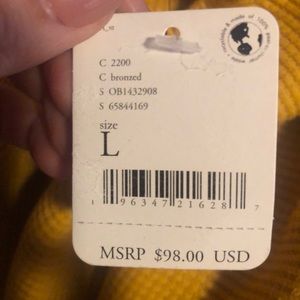 C 2200
C bronzed
S OB1432908
S 65844169
size
L
1 96347 21628 7
MSRP $98.00 USD